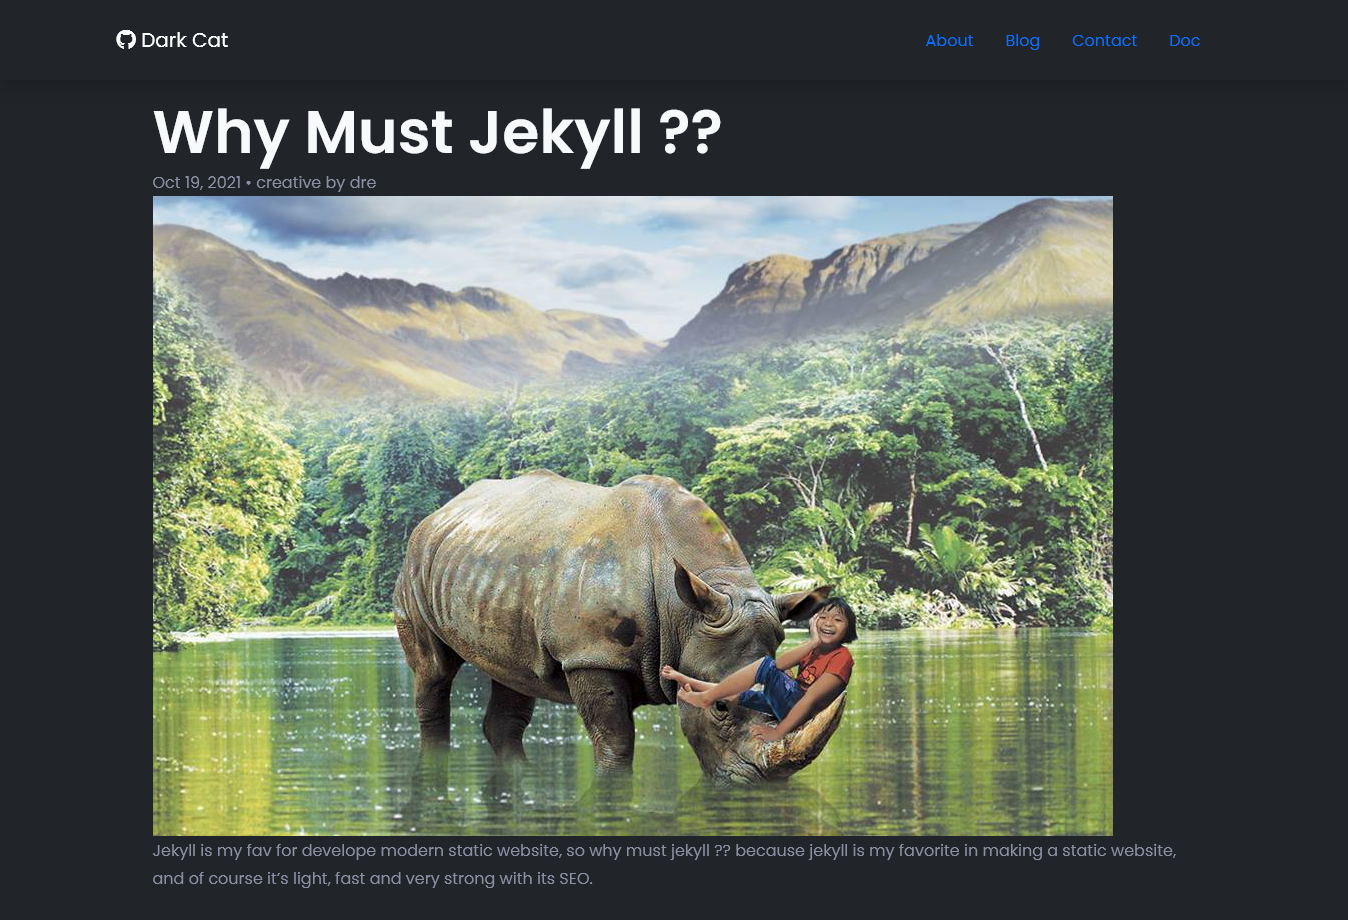 Dark Cat
About Blog Contact Doc
Why Must Jekyll ??
Oct 19, 2021 • creative by dre
Jekyll is my fav for develope modern static website, so why must jekyll ?? because jekyll is my favorite in making a static website,
and of course it’s light, fast and very strong with its SEO.